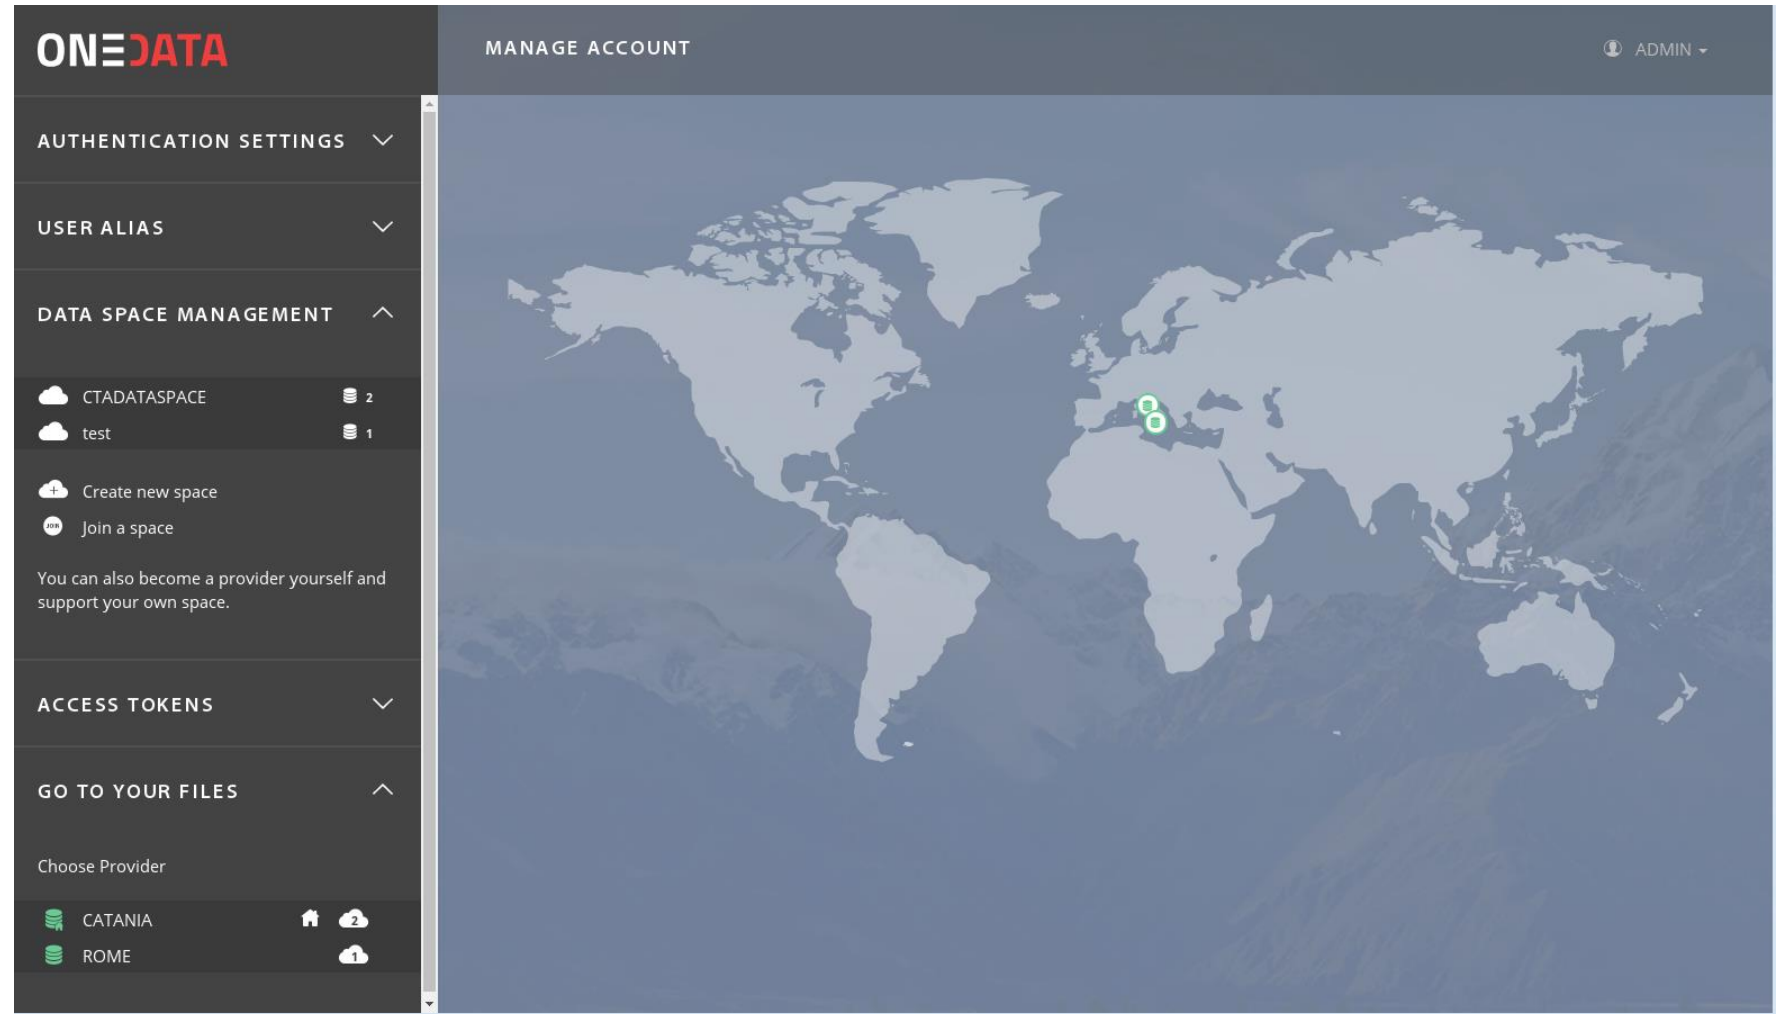 ONEDATA
MANAGE ACCOUNT
ADMIN
AUTHENTICATION SETTINGS
USER ALIAS
DATA SPACE MANAGEMENT
CTADATASPACE 2
test 1
+ Create new space
JOIN Join a space
You can also become a provider yourself and
support your own space.
ACCESS TOKENS
GO TO YOUR FILES
Choose Provider
CATANIA 2
ROME 1